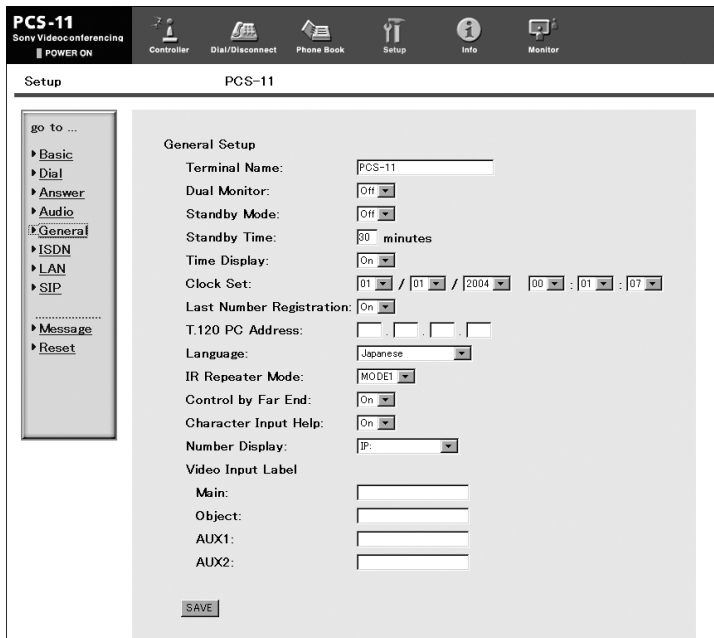 PCS-11
Sony Videoconferencing
POWER ON
Controller
Dial/Disconnect
Phone Book
Setup
Info
Monitor
Setup PCS-11
go to ...
Basic
Dial
Answer
Audio
General
ISDN
LAN
SIP
Message
Reset
General Setup
Terminal Name: PCS-11
Dual Monitor: Off
Standby Mode: Off
Standby Time: 30 minutes
Time Display: On
Clock Set: 01 / 01 / 2004 00 : 01 : 07
Last Number Registration: On
T.120 PC Address: . . .
Language: Japanese
IR Repeater Mode: MODE1
Control by Far End: On
Character Input Help: On
Number Display: IP:
Video Input Label
Main:
Object:
AUX1:
AUX2:
SAVE